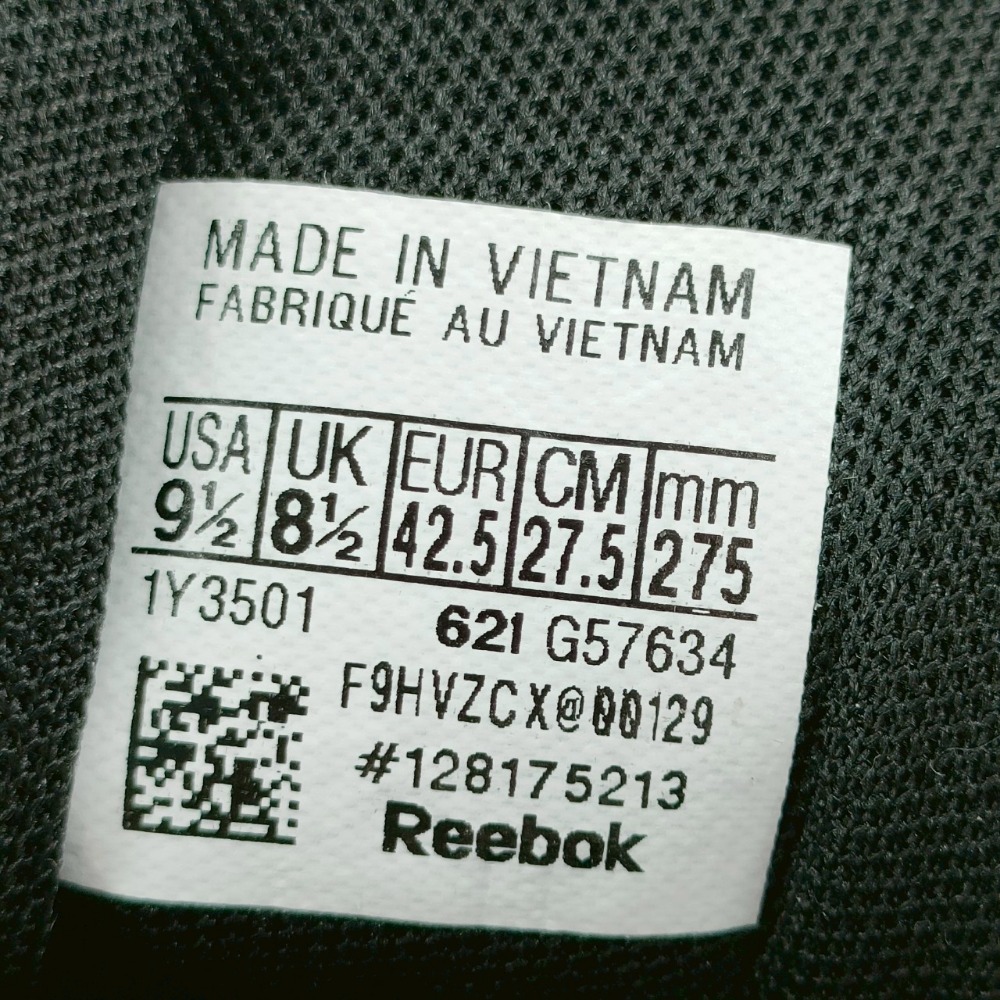 MADE IN VIETNAM
FABRIQUÉ AU VIETNAM
USA UK EUR CM mm
9½ 8½ 42.5 27.5 275
1Y3501 621 G57634
F9HVZCX@00129
#128175213
Reebok